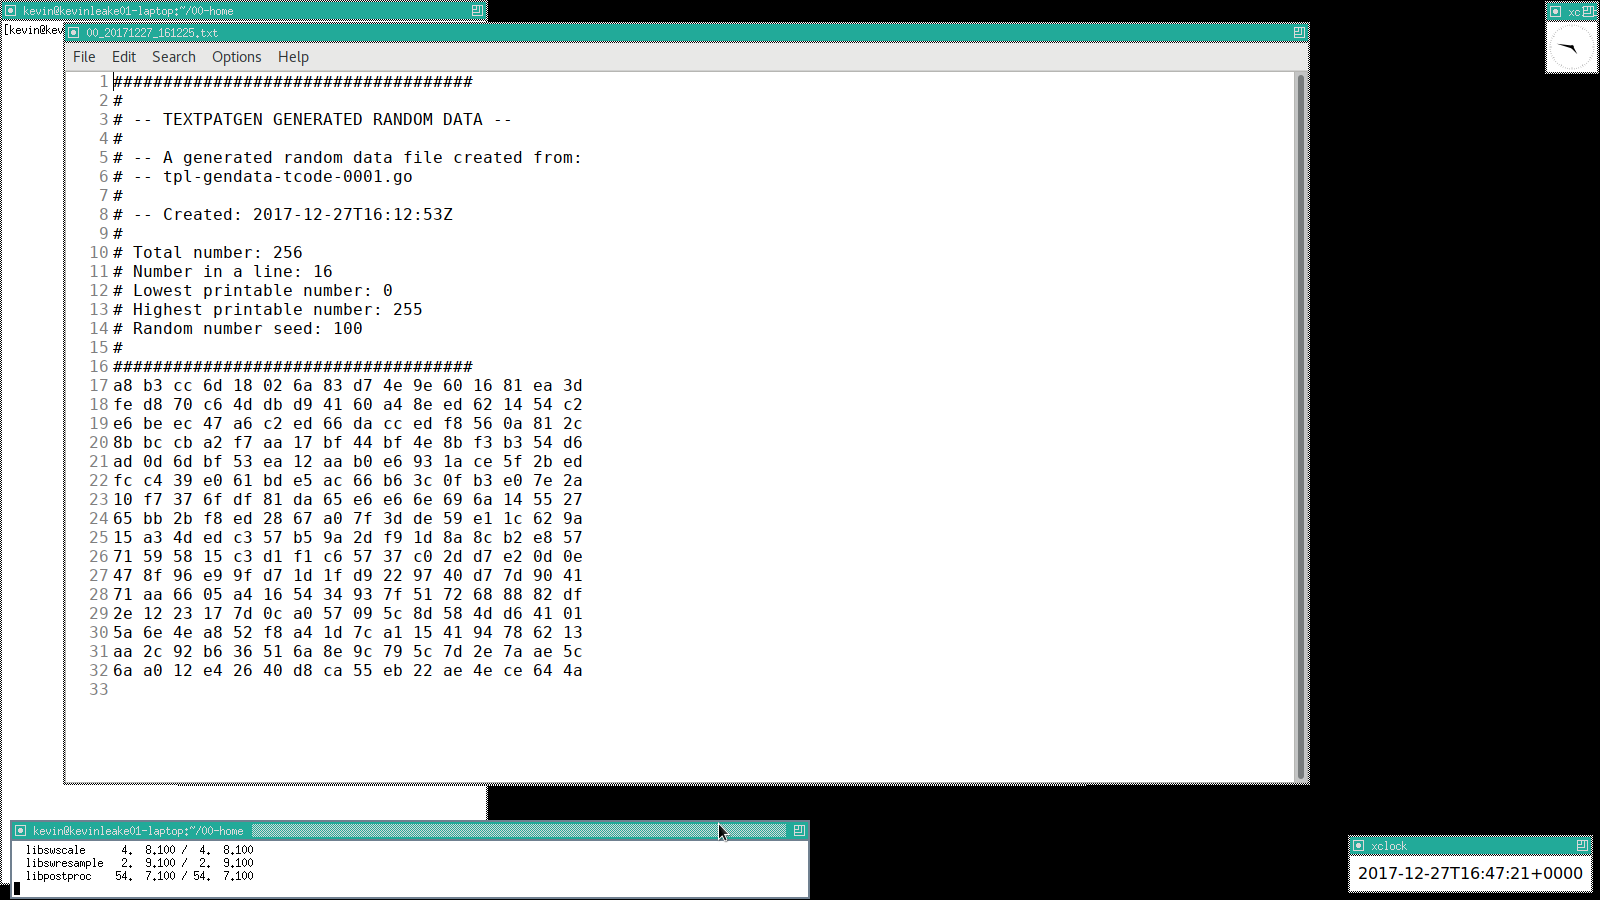 kevin@kevinleake01-laptop:~/00-home
[kevin@kev
00_20171227_161225.txt
File Edit Search Options Help
1 ####################################
2 #
3 # -- TEXTPATGEN GENERATED RANDOM DATA --
4 #
5 # -- A generated random data file created from:
6 # -- tpl-gendata-tcode-0001.go
7 #
8 # -- Created: 2017-12-27T16:12:53Z
9 #
10 # Total number: 256
11 # Number in a line: 16
12 # Lowest printable number: 0
13 # Highest printable number: 255
14 # Random number seed: 100
15 #
16 ####################################
17 a8 b3 cc 6d 18 02 6a 83 d7 4e 9e 60 16 81 ea 3d
18 fe d8 70 c6 4d db d9 41 60 a4 8e ed 62 14 54 c2
19 e6 be ec 47 a6 c2 ed 66 da cc ed f8 56 0a 81 2c
20 8b bc cb a2 f7 aa 17 bf 44 bf 4e 8b f3 b3 54 d6
21 ad 0d 6d bf 53 ea 12 aa b0 e6 93 1a ce 5f 2b ed
22 fc c4 39 e0 61 bd e5 ac 66 b6 3c 0f b3 e0 7e 2a
23 10 f7 37 6f df 81 da 65 e6 e6 6e 69 6a 14 55 27
24 65 bb 2b f8 ed 28 67 a0 7f 3d de 59 e1 1c 62 9a
25 15 a3 4d ed c3 57 b5 9a 2d f9 1d 8a 8c b2 e8 57
26 71 59 58 15 c3 d1 f1 c6 57 37 c0 2d d7 e2 0d 0e
27 47 8f 96 e9 9f d7 1d 1f d9 22 97 40 d7 7d 90 41
28 71 aa 66 05 a4 16 54 34 93 7f 51 72 68 88 82 df
29 2e 12 23 17 7d 0c a0 57 09 5c 8d 58 4d d6 41 01
30 5a 6e 4e a8 52 f8 a4 1d 7c a1 15 41 94 78 62 13
31 aa 2c 92 b6 36 51 6a 8e 9c 79 5c 7d 2e 7a ae 5c
32 6a a0 12 e4 26 40 d8 ca 55 eb 22 ae 4e ce 64 4a
33
xc
kevin@kevinleake01-laptop:~/00-home
libswscale 4. 8.100 / 4. 8.100
libswresample 2. 9.100 / 2. 9.100
libpostproc 54. 7.100 / 54. 7.100
xclock
2017-12-27T16:47:21+0000